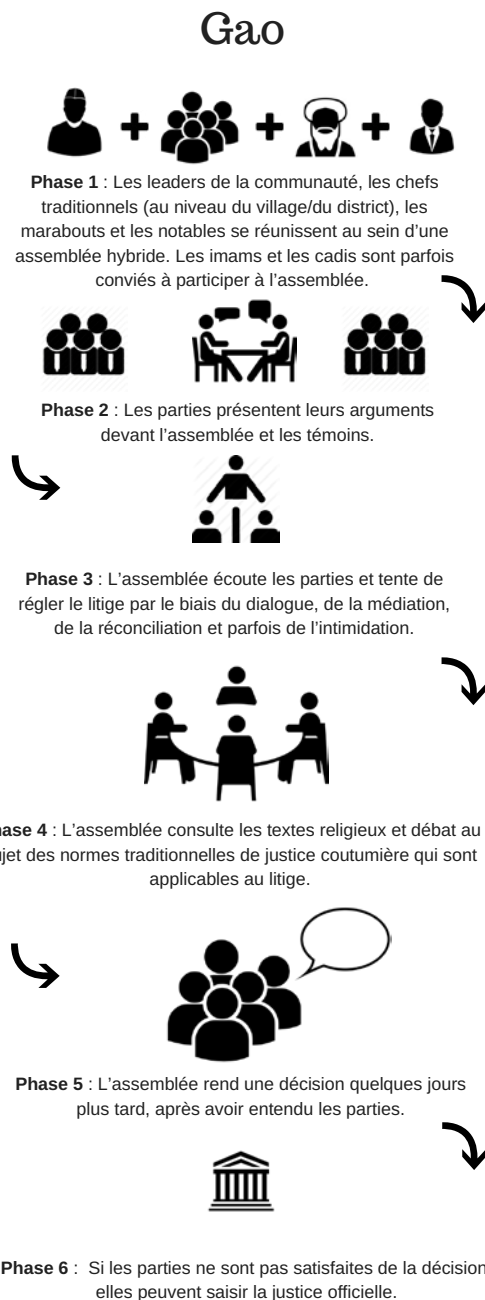 Gao
Phase 1 : Les leaders de la communauté, les chefs
traditionnels (au niveau du village/du district), les
marabouts et les notables se réunissent au sein d’une
assemblée hybride. Les imams et les cadis sont parfois
conviés à participer à l’assemblée.
Phase 2 : Les parties présentent leurs arguments
devant l’assemblée et les témoins.
Phase 3 : L’assemblée écoute les parties et tente de
régler le litige par le biais du dialogue, de la médiation,
de la réconciliation et parfois de l’intimidation.
ase 4 : L’assemblée consulte les textes religieux et débat au
jet des normes traditionnelles de justice coutumière qui sont
applicables au litige.
Phase 5 : L’assemblée rend une décision quelques jours
plus tard, après avoir entendu les parties.
Phase 6 : Si les parties ne sont pas satisfaites de la décision
elles peuvent saisir la justice officielle.